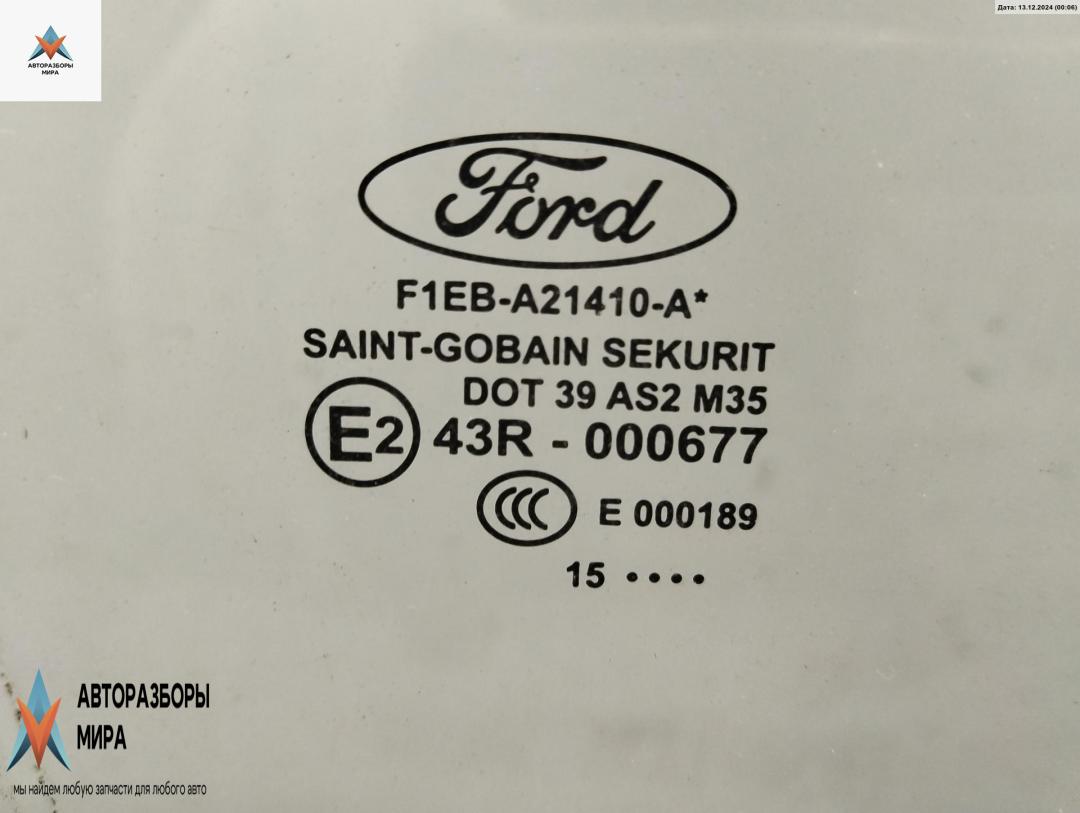 Дата: 13.12.2024 (00:06)
АВТОРАЗБОРЫ
МИРА
Ford
F1EB-A21410-A*
SAINT-GOBAIN SEKURIT
DOT 39 AS2 M35
E2 43R - 000677
CCC E 000189
15 ....
АВТОРАЗБОРЫ
МИРА
мы найдем любую запчасти для любого авто